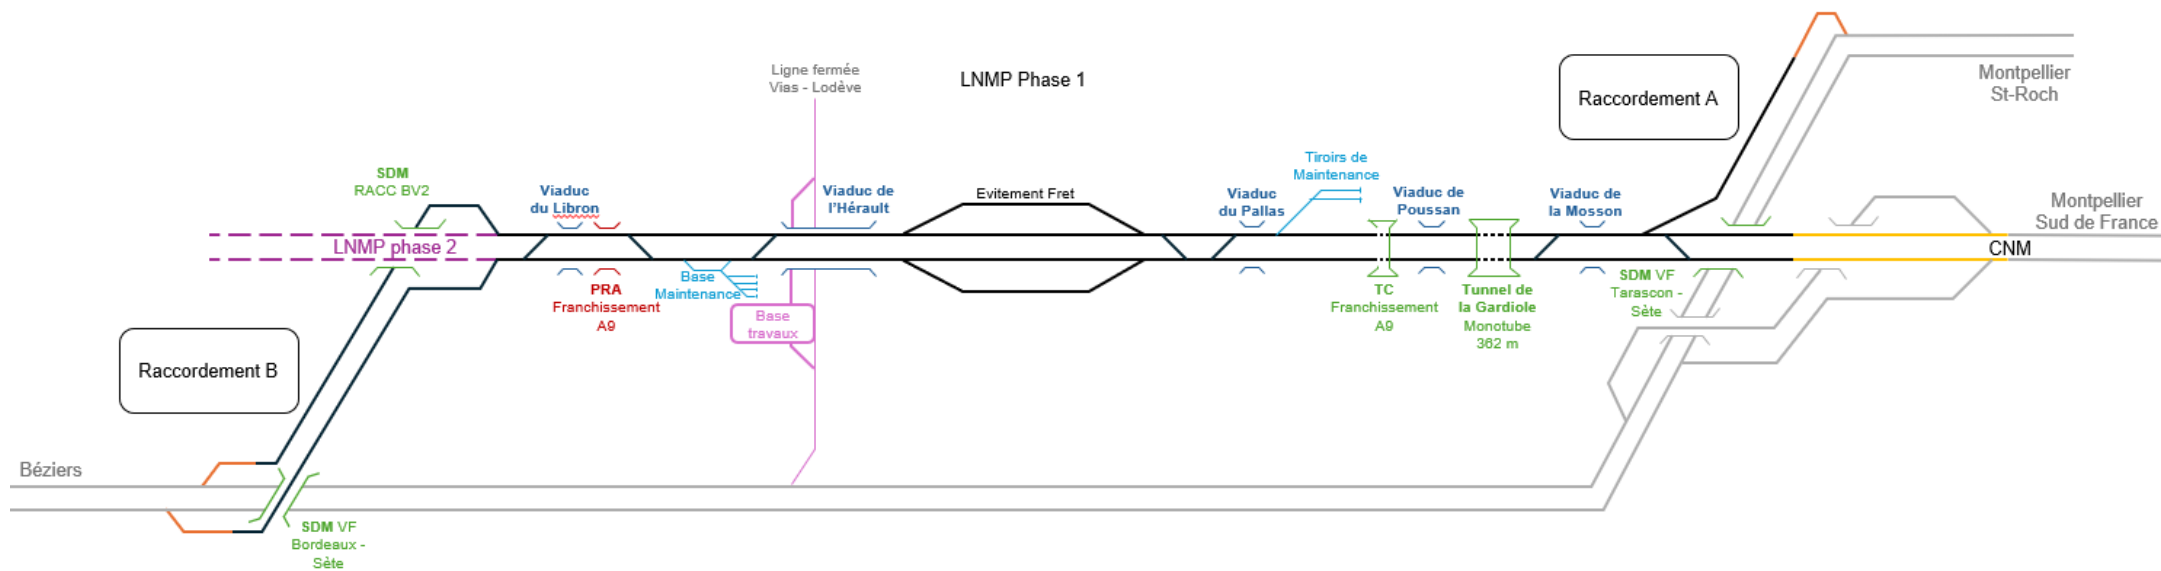 Ligne fermée
Vias - Lodève
LNMP Phase 1
Raccordement A
Montpellier
St-Roch
SDM
RACC BV2
Viaduc
du Libron
Viaduc de
l'Hérault
Evitement Fret
Viaduc
du Pallas
Tiroirs de
Maintenance
Viaduc de
Poussan
Viaduc de
la Mosson
Montpellier
Sud de France
LNMP phase 2
CNM
Base
Maintenance
PRA
Franchissement
A9
Base
travaux
TC
Franchissement
A9
Tunnel de
la Gardiole
Monotube
362 m
SDM VF
Tarascon -
Sète
Raccordement B
Béziers
SDM VF
Bordeaux -
Sète